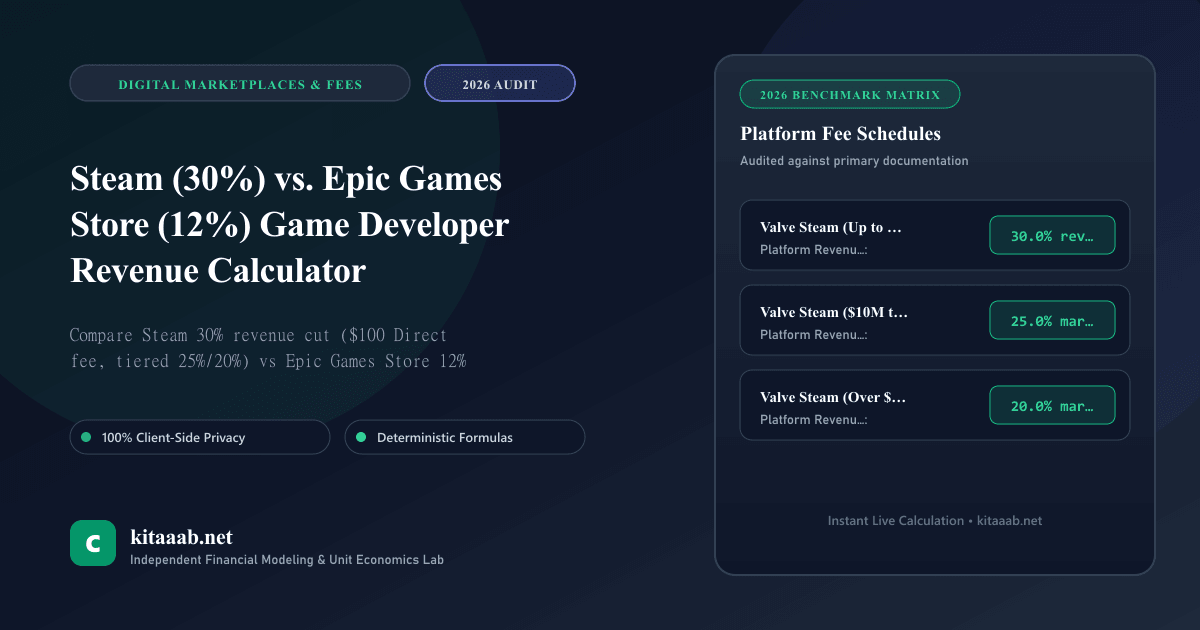 DIGITAL MARKETPLACES & FEES
2026 AUDIT
Steam (30%) vs. Epic Games
Store (12%) Game Developer
Revenue Calculator
Compare Steam 30% revenue cut ($100 Direct
fee, tiered 25%/20%) vs Epic Games Store 12%
100% Client-Side Privacy
Deterministic Formulas
C
kitaaab.net
Independent Financial Modeling & Unit Economics Lab
2026 BENCHMARK MATRIX
Platform Fee Schedules
Audited against primary documentation
Valve Steam (Up to …
Platform Revenu…:
30.0% rev…
Valve Steam ($10M t…
Platform Revenu…:
25.0% mar…
Valve Steam (Over $…
Platform Revenu…:
20.0% mar…
Instant Live Calculation • kitaaab.net